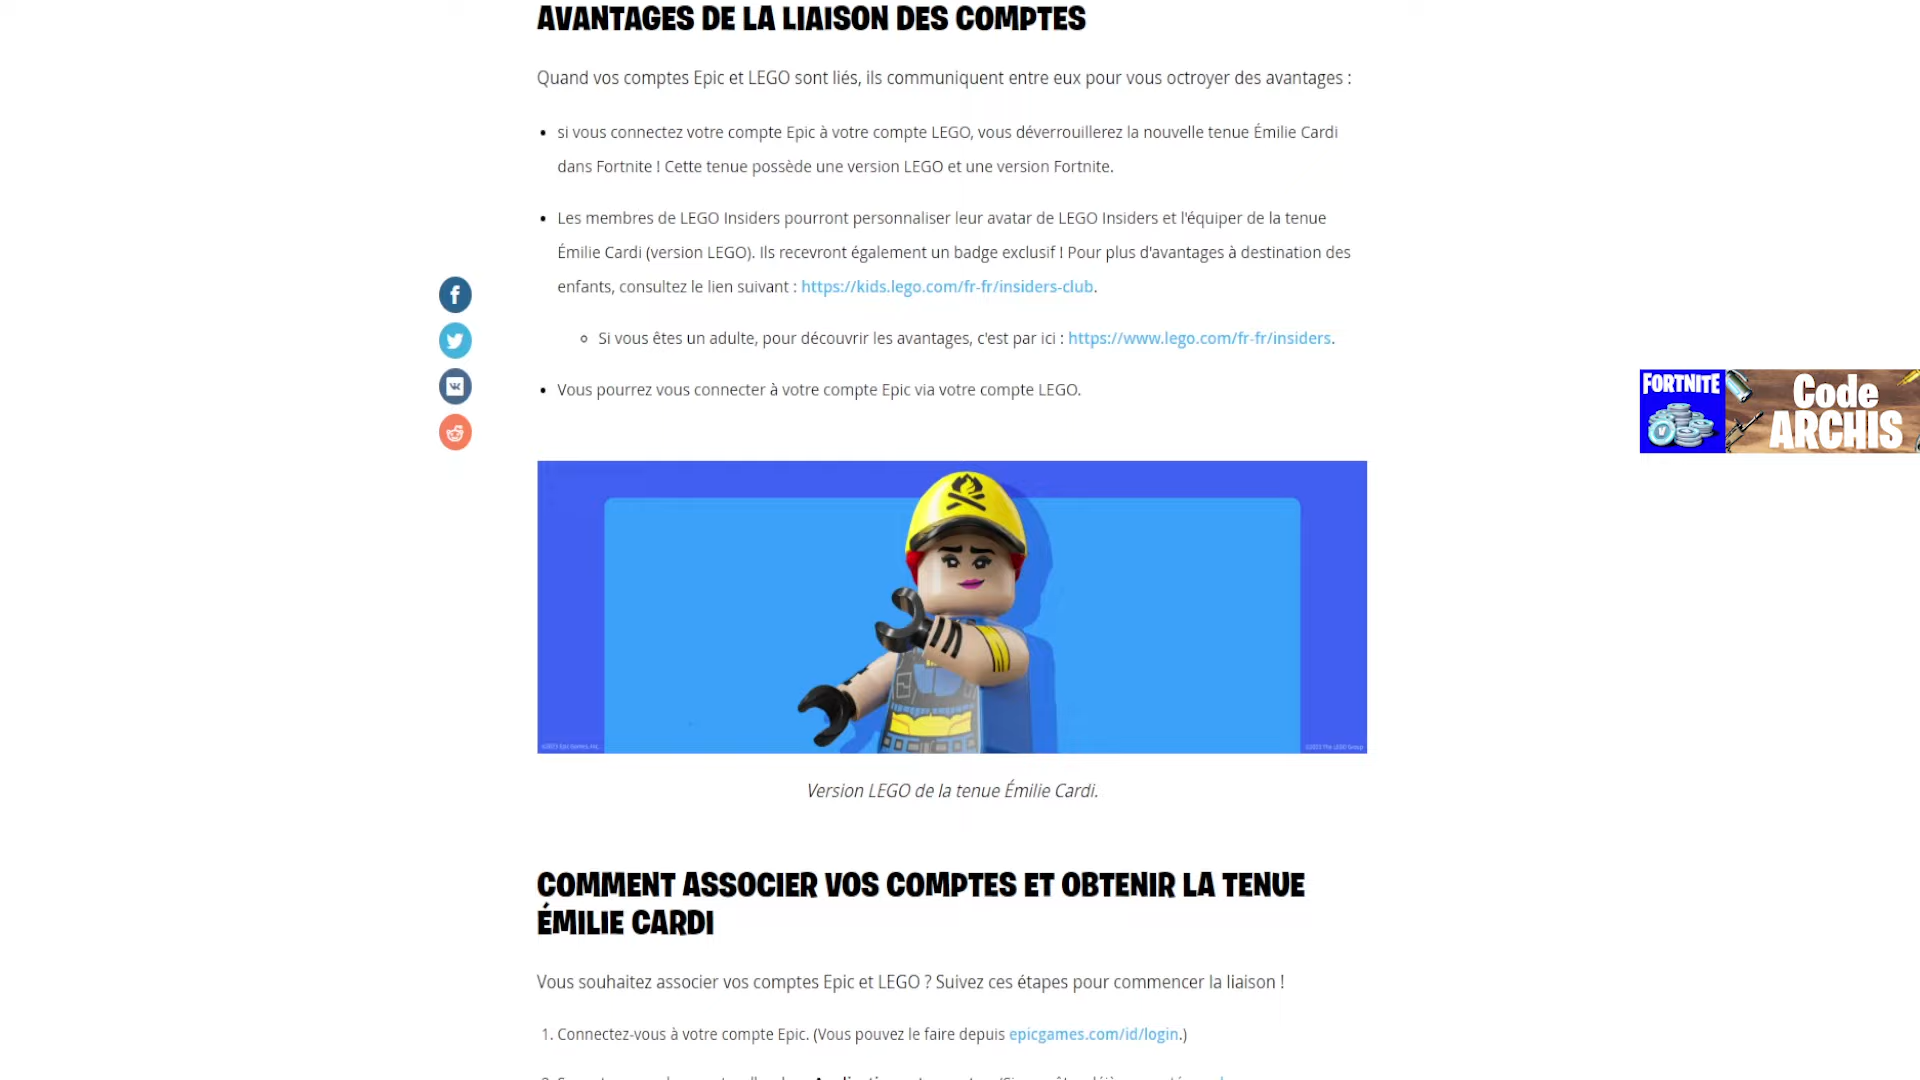 AVANTAGES DE LA LIAISON DES COMPTES
Quand vos comptes Epic et LEGO sont liés, ils communiquent entre eux pour vous octroyer des avantages :
si vous connectez votre compte Epic à votre compte LEGO, vous déverrouillerez la nouvelle tenue Émilie Cardi
dans Fortnite ! Cette tenue possède une version LEGO et une version Fortnite.
Les membres de LEGO Insiders pourront personnaliser leur avatar de LEGO Insiders et l'équiper de la tenue
Émilie Cardi (version LEGO). Ils recevront également un badge exclusif ! Pour plus d'avantages à destination des
enfants, consultez le lien suivant : https://kids.lego.com/fr-fr/insiders-club.
Si vous êtes un adulte, pour découvrir les avantages, c'est par ici : https://www.lego.com/fr-fr/insiders.
Vous pourrez vous connecter à votre compte Epic via votre compte LEGO.
FORTNITE
Code
ARCHIS
©2023 Epic Games, Inc.
©2023 The LEGO Group
Version LEGO de la tenue Émilie Cardi.
COMMENT ASSOCIER VOS COMPTES ET OBTENIR LA TENUE
ÉMILIE CARDI
Vous souhaitez associer vos comptes Epic et LEGO ? Suivez ces étapes pour commencer la liaison !
1. Connectez-vous à votre compte Epic. (Vous pouvez le faire depuis epicgames.com/id/login.)